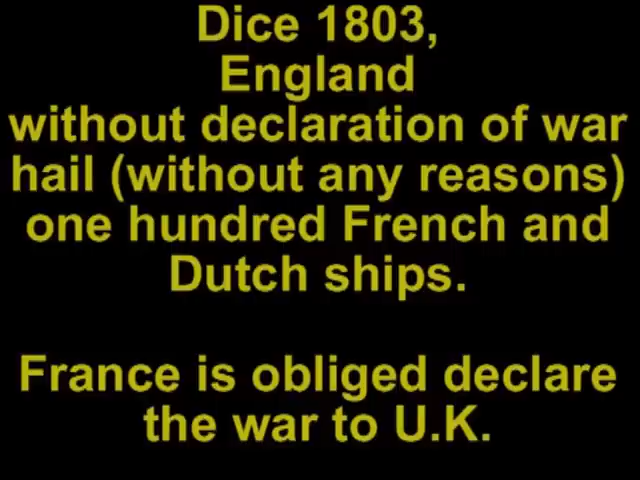 Dice 1803,
England
without declaration of war
hail (without any reasons)
one hundred French and
Dutch ships.
France is obliged declare
the war to U.K.